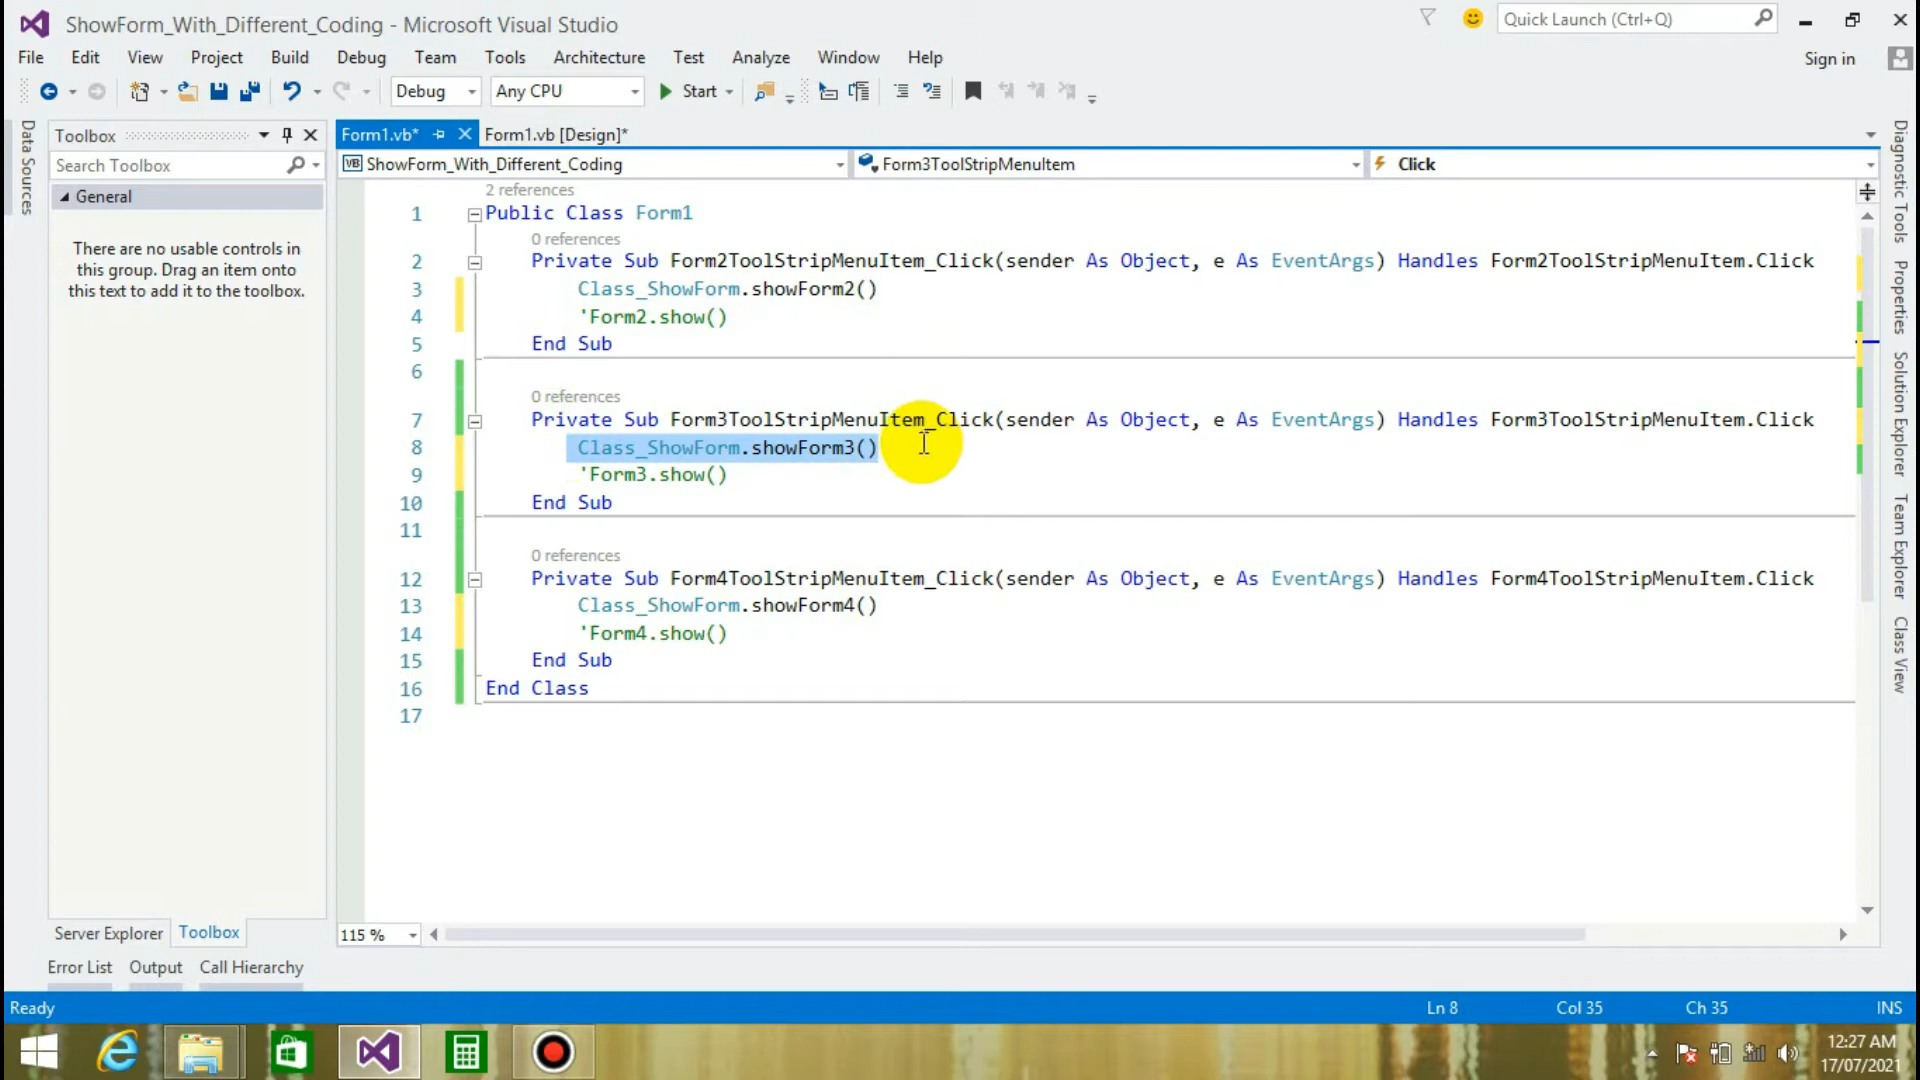 ShowForm_With_Different_Coding - Microsoft Visual Studio
Quick Launch (Ctrl+Q)
File Edit View Project Build Debug Team Tools Architecture Test Analyze Window Help
Sign in
Debug Any CPU Start
Data Sources
Toolbox
Search Toolbox
General
There are no usable controls in
this group. Drag an item onto
this text to add it to the toolbox.
Form1.vb* Form1.vb [Design]*
VB ShowForm_With_Different_Coding Form3ToolStripMenuItem Click
2 references
1 Public Class Form1
0 references
2 Private Sub Form2ToolStripMenuItem_Click(sender As Object, e As EventArgs) Handles Form2ToolStripMenuItem.Click
3 Class_ShowForm.showForm2()
4 'Form2.show()
5 End Sub
6
0 references
7 Private Sub Form3ToolStripMenuItem_Click(sender As Object, e As EventArgs) Handles Form3ToolStripMenuItem.Click
8 Class_ShowForm.showForm3()
9 'Form3.show()
10 End Sub
11
0 references
12 Private Sub Form4ToolStripMenuItem_Click(sender As Object, e As EventArgs) Handles Form4ToolStripMenuItem.Click
13 Class_ShowForm.showForm4()
14 'Form4.show()
15 End Sub
16 End Class
17
Diagnostic Tools
Properties
Solution Explorer
Team Explorer
Class View
115 %
Server Explorer Toolbox
Error List Output Call Hierarchy
Ready Ln 8 Col 35 Ch 35 INS
12:27 AM
17/07/2021